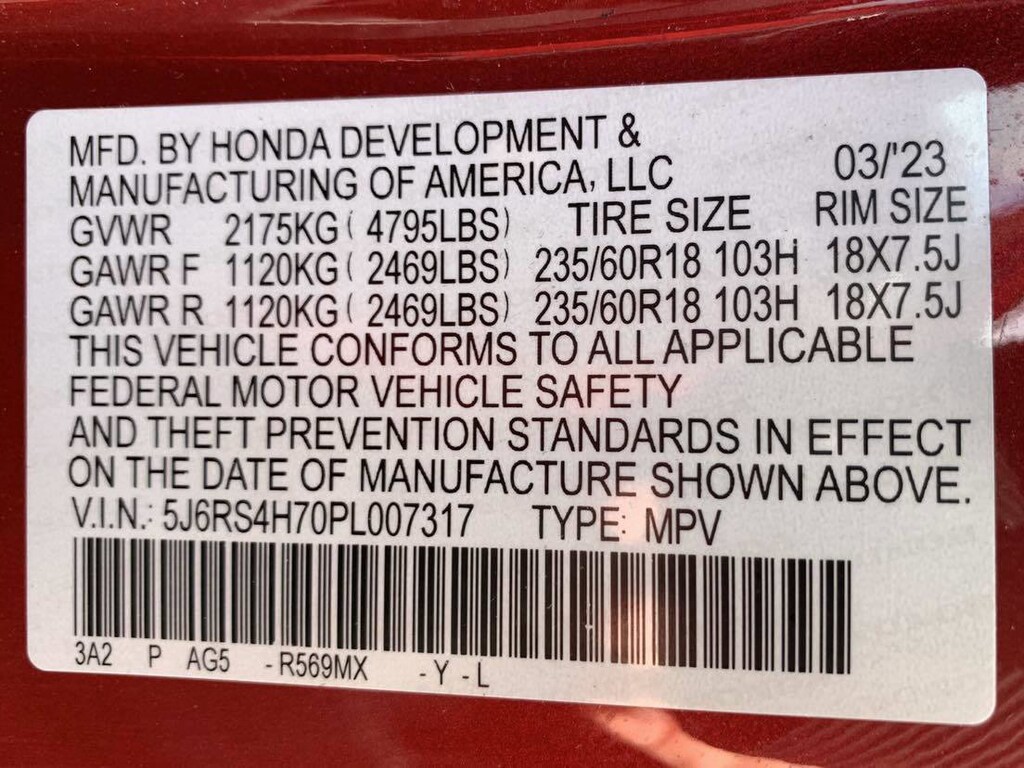 MFD. BY HONDA DEVELOPMENT &
MANUFACTURING OF AMERICA, LLC 03/'23
GVWR 2175KG ( 4795LBS) TIRE SIZE RIM SIZE
GAWR F 1120KG ( 2469LBS) 235/60R18 103H 18X7.5J
GAWR R 1120KG ( 2469LBS) 235/60R18 103H 18X7.5J
THIS VEHICLE CONFORMS TO ALL APPLICABLE
FEDERAL MOTOR VEHICLE SAFETY
AND THEFT PREVENTION STANDARDS IN EFFECT
ON THE DATE OF MANUFACTURE SHOWN ABOVE.
V.I.N.: 5J6RS4H70PL007317 TYPE: MPV
3A2 P AG5 - R569MX - Y - L